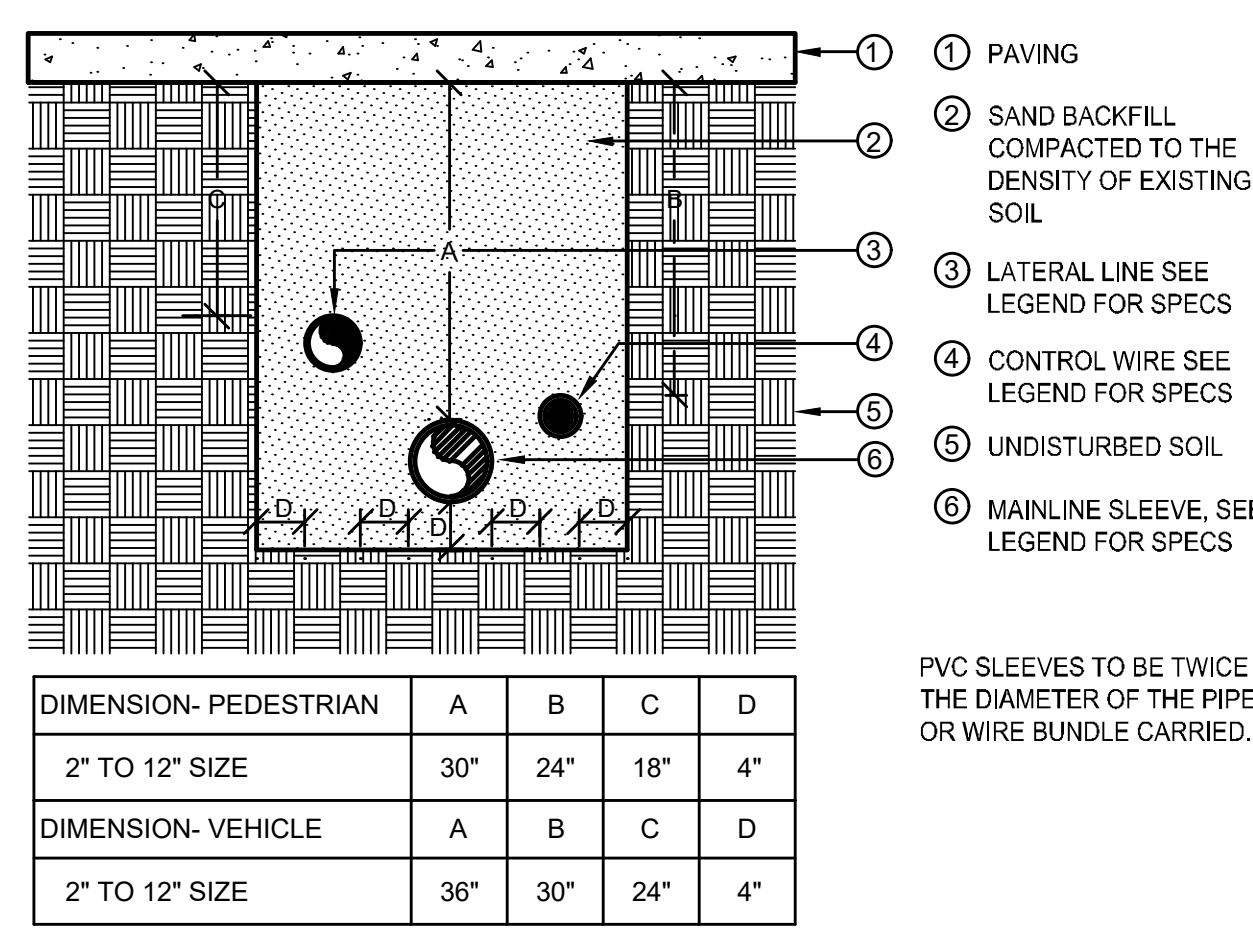 C
A
B
D
D
D
D
D
1
2
3
4
5
6
1 PAVING
2 SAND BACKFILL
COMPACTED TO THE
DENSITY OF EXISTING
SOIL
3 LATERAL LINE SEE
LEGEND FOR SPECS
4 CONTROL WIRE SEE
LEGEND FOR SPECS
5 UNDISTURBED SOIL
6 MAINLINE SLEEVE, SEE
LEGEND FOR SPECS
PVC SLEEVES TO BE TWICE
THE DIAMETER OF THE PIPE
OR WIRE BUNDLE CARRIED.
DIMENSION- PEDESTRIAN A B C D
2" TO 12" SIZE 30" 24" 18" 4"
DIMENSION- VEHICLE A B C D
2" TO 12" SIZE 36" 30" 24" 4"